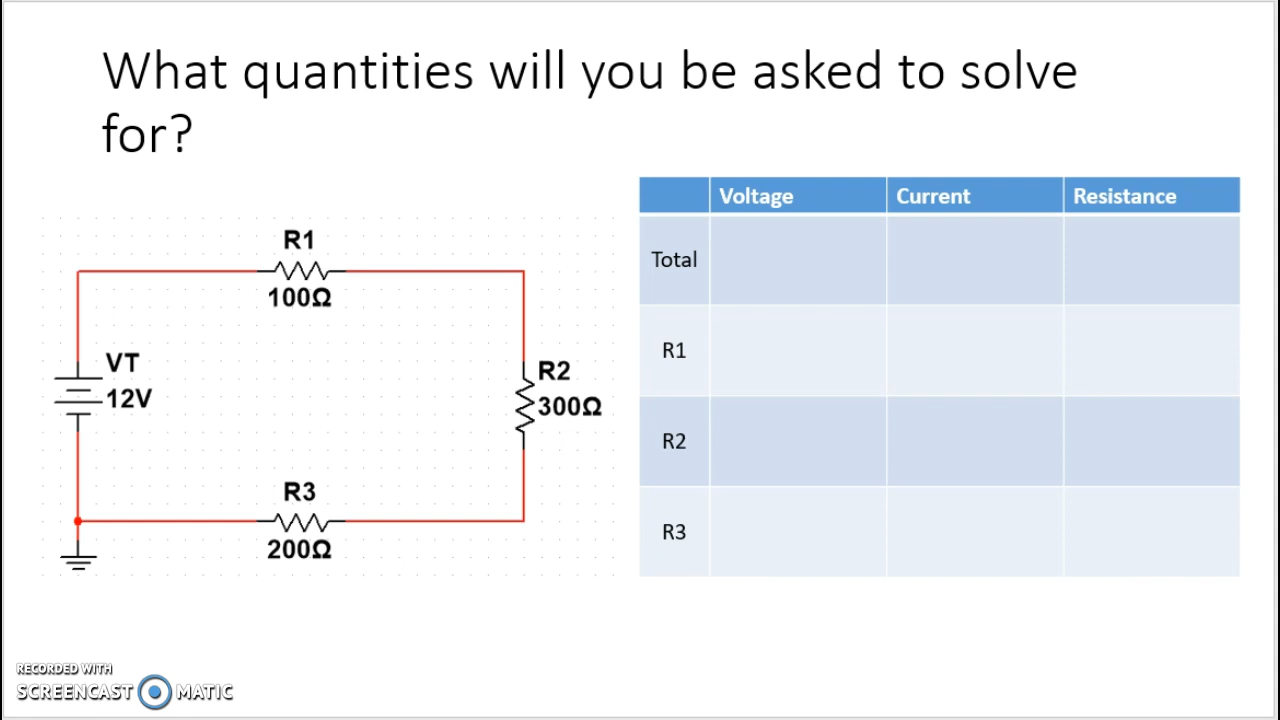 What quantities will you be asked to solve
for?
R1
100Ω
VT
12V
R2
300Ω
R3
200Ω
Voltage Current Resistance
Total
R1
R2
R3
RECORDED WITH
SCREENCAST MATIC